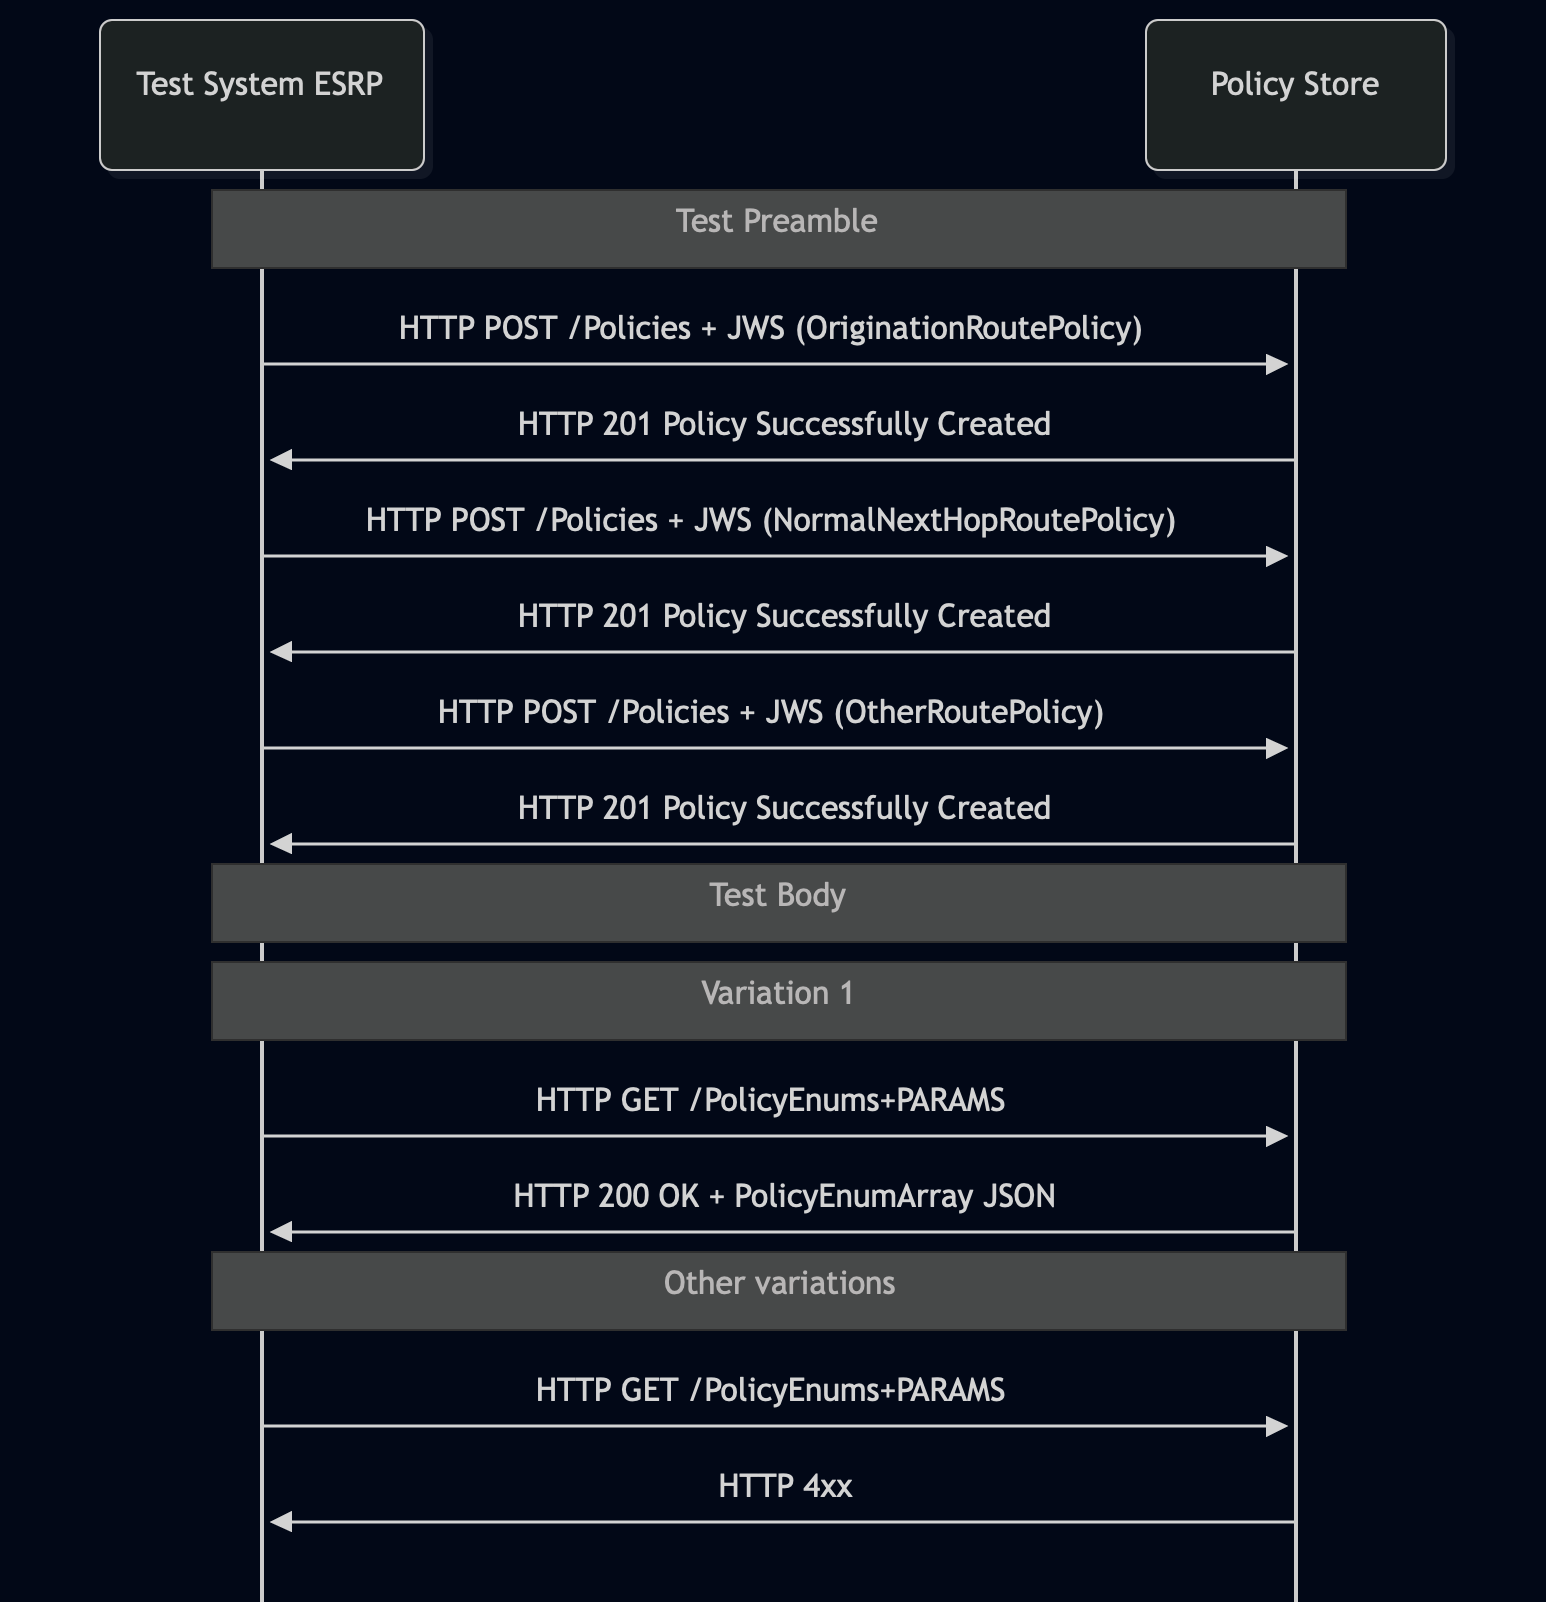 Test System ESRP
Policy Store
Test Preamble
HTTP POST /Policies + JWS (OriginationRoutePolicy)
HTTP 201 Policy Successfully Created
HTTP POST /Policies + JWS (NormalNextHopRoutePolicy)
HTTP 201 Policy Successfully Created
HTTP POST /Policies + JWS (OtherRoutePolicy)
HTTP 201 Policy Successfully Created
Test Body
Variation 1
HTTP GET /PolicyEnums+PARAMS
HTTP 200 OK + PolicyEnumArray JSON
Other variations
HTTP GET /PolicyEnums+PARAMS
HTTP 4xx